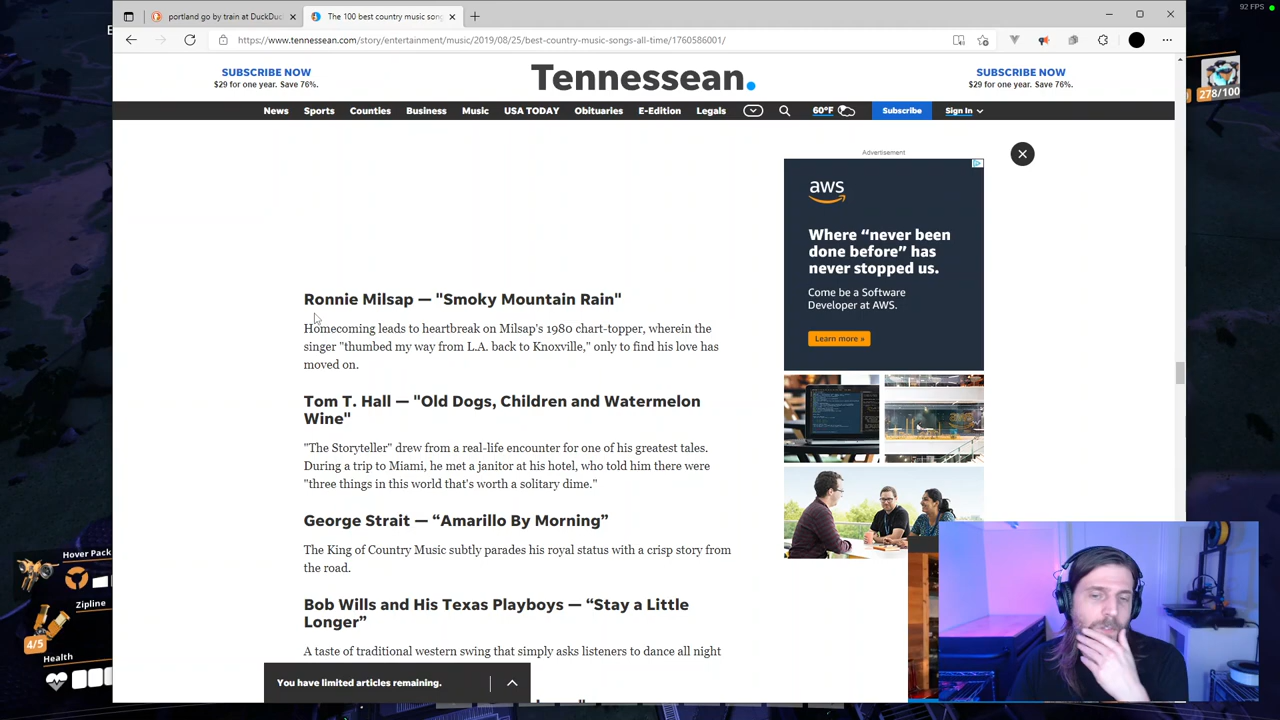 92 FPS
portland go by train at DuckDuc
The 100 best country music son
https://www.tennessean.com/story/entertainment/music/2019/08/25/best-country-music-songs-all-time/1760586001/
278/100
SUBSCRIBE NOW
$29 for one year. Save 76%.
Tennessean.
SUBSCRIBE NOW
$29 for one year. Save 76%.
News Sports Counties Business Music USA TODAY Obituaries E-Edition Legals 60°F Subscribe Sign In
Advertisement
aws
Where “never been
done before” has
never stopped us.
Come be a Software
Developer at AWS.
Learn more »
Ronnie Milsap — "Smoky Mountain Rain"
Homecoming leads to heartbreak on Milsap's 1980 chart-topper, wherein the
singer "thumbed my way from L.A. back to Knoxville," only to find his love has
moved on.
Tom T. Hall — "Old Dogs, Children and Watermelon
Wine"
"The Storyteller" drew from a real-life encounter for one of his greatest tales.
During a trip to Miami, he met a janitor at his hotel, who told him there were
"three things in this world that's worth a solitary dime."
George Strait — “Amarillo By Morning”
The King of Country Music subtly parades his royal status with a crisp story from
the road.
Bob Wills and His Texas Playboys — “Stay a Little
Longer”
A taste of traditional western swing that simply asks listeners to dance all night
You have limited articles remaining.
Hover Pack
Zipline
4/5
Health